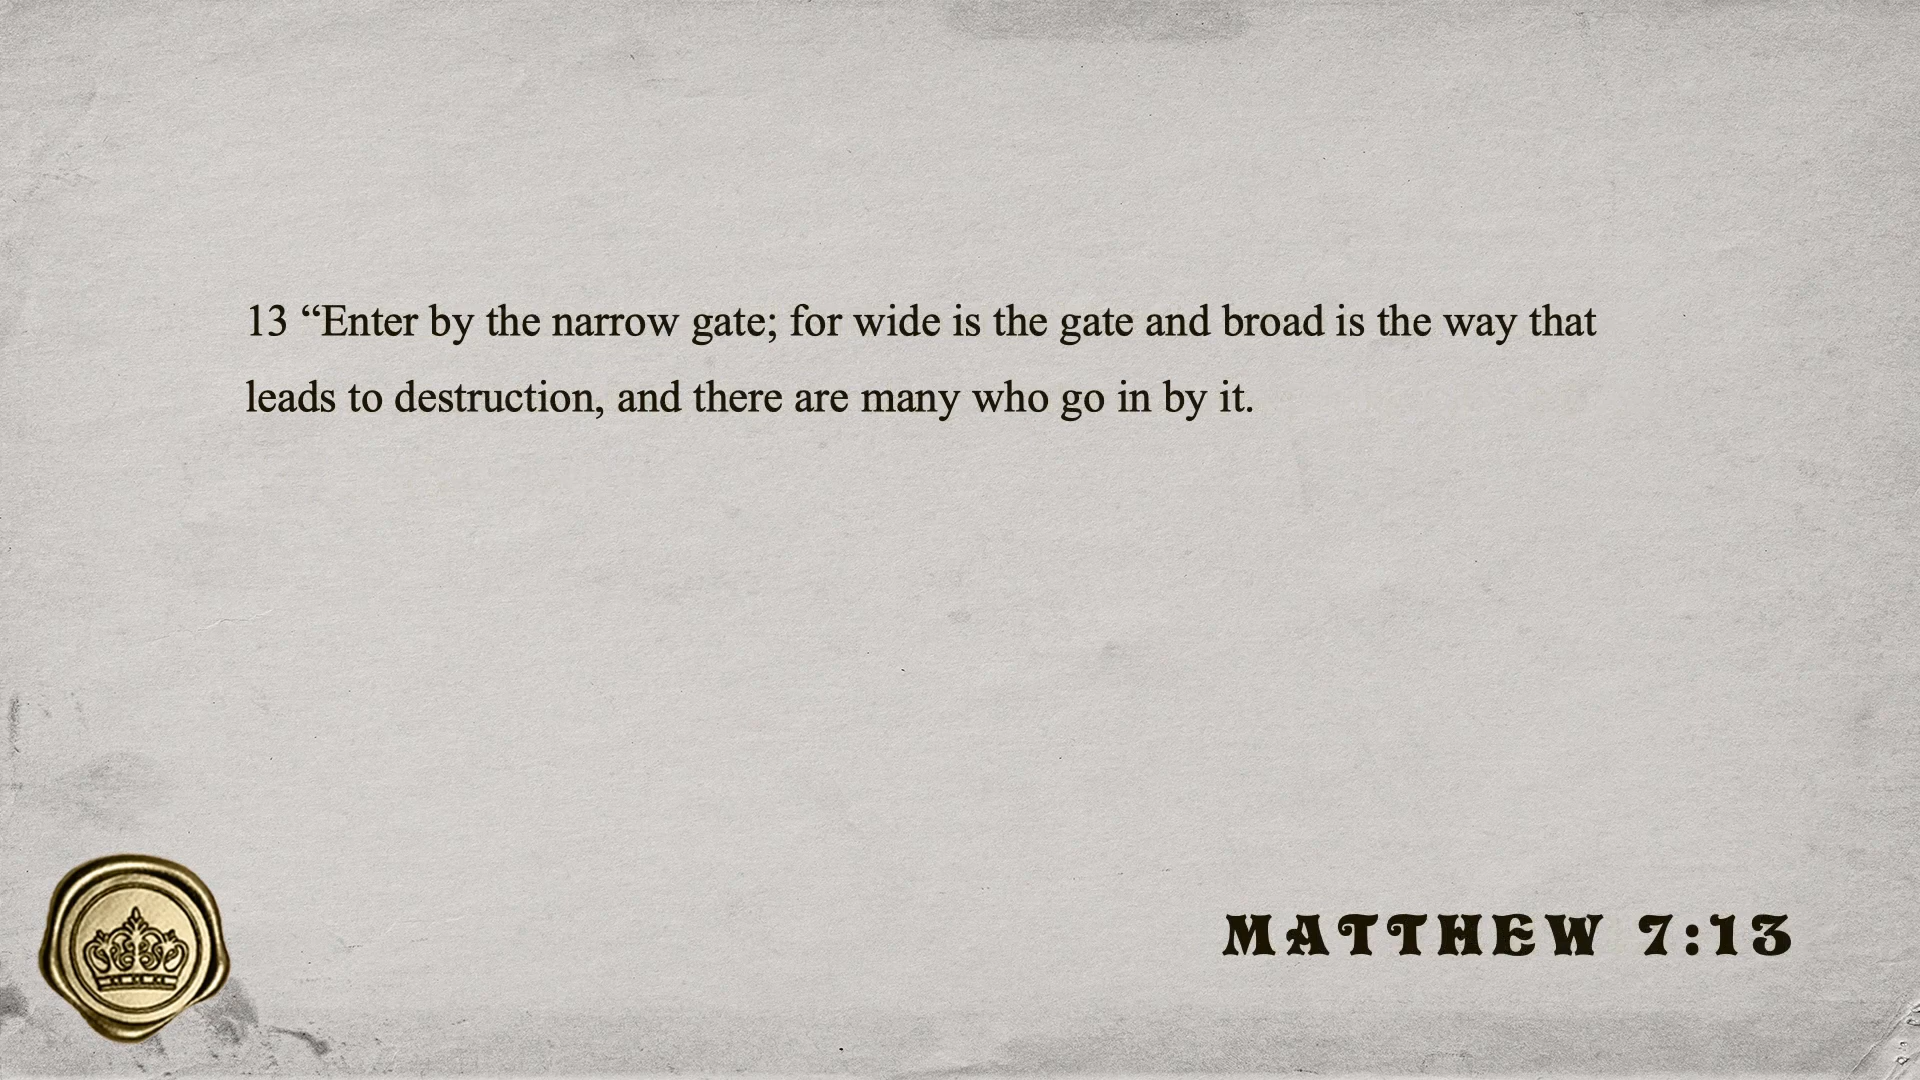 13 “Enter by the narrow gate; for wide is the gate and broad is the way that
leads to destruction, and there are many who go in by it.
MATTHEW 7:13